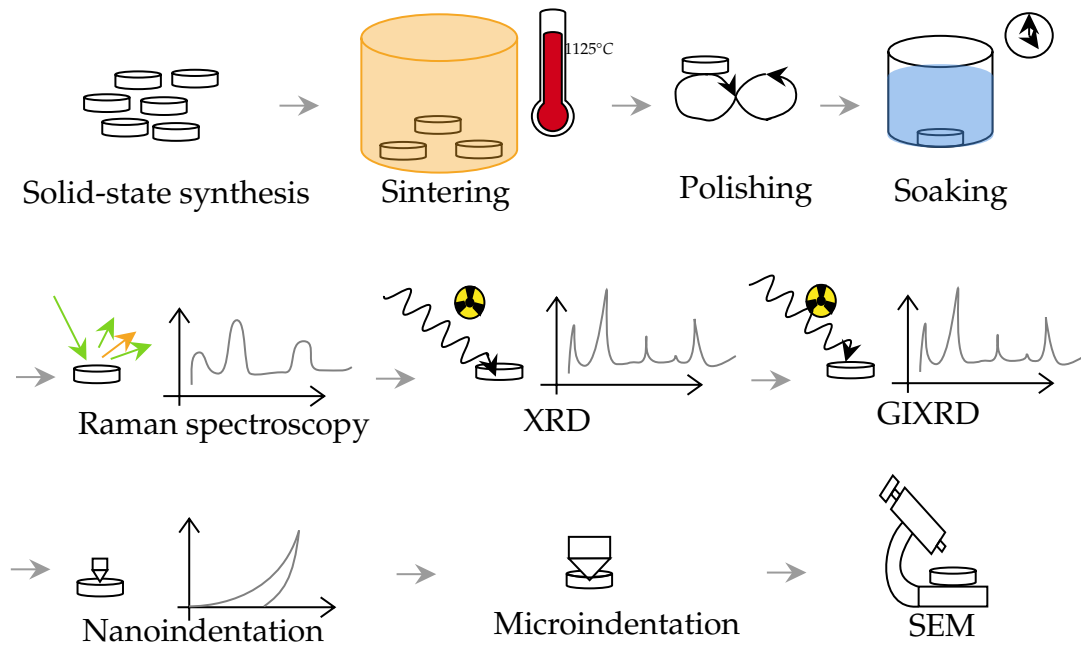 1125°C
Solid-state synthesis
Sintering
Polishing
Soaking
Raman spectroscopy
XRD
GIXRD
Nanoindentation
Microindentation
SEM